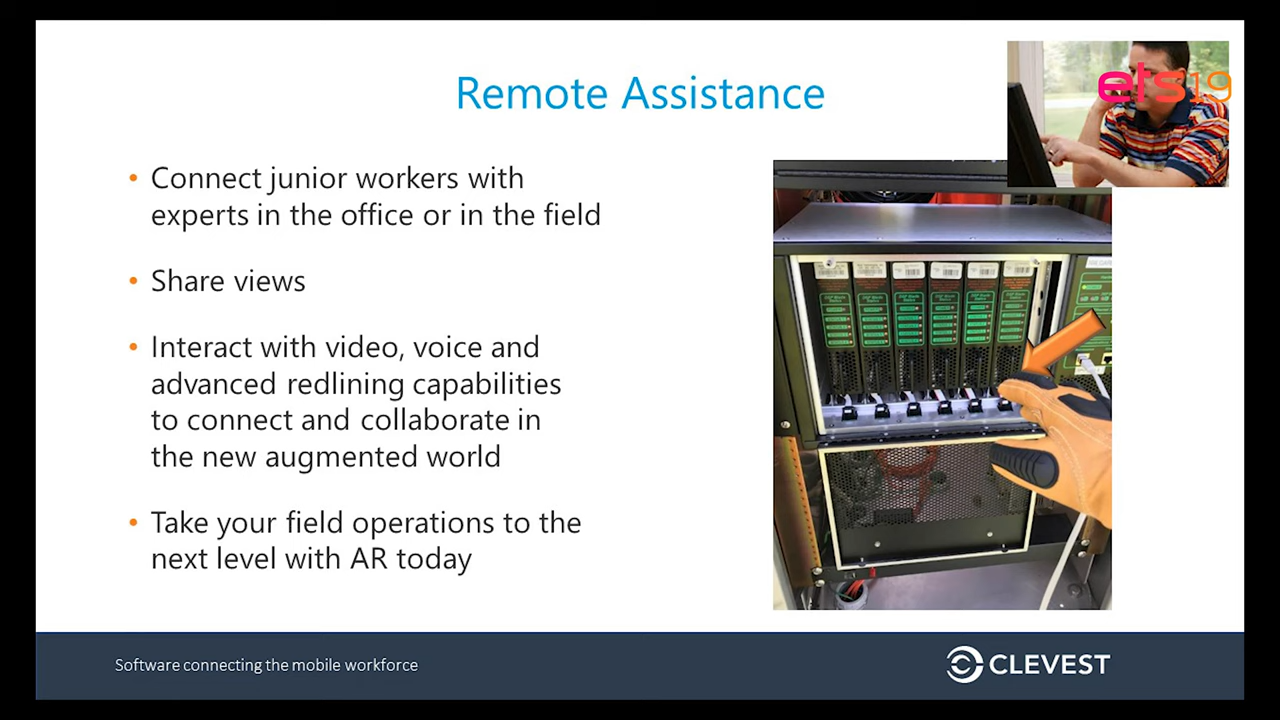 Remote Assistance
ets19
• Connect junior workers with
experts in the office or in the field
• Share views
• Interact with video, voice and
advanced redlining capabilities
to connect and collaborate in
the new augmented world
• Take your field operations to the
next level with AR today
Software connecting the mobile workforce
CLEVEST